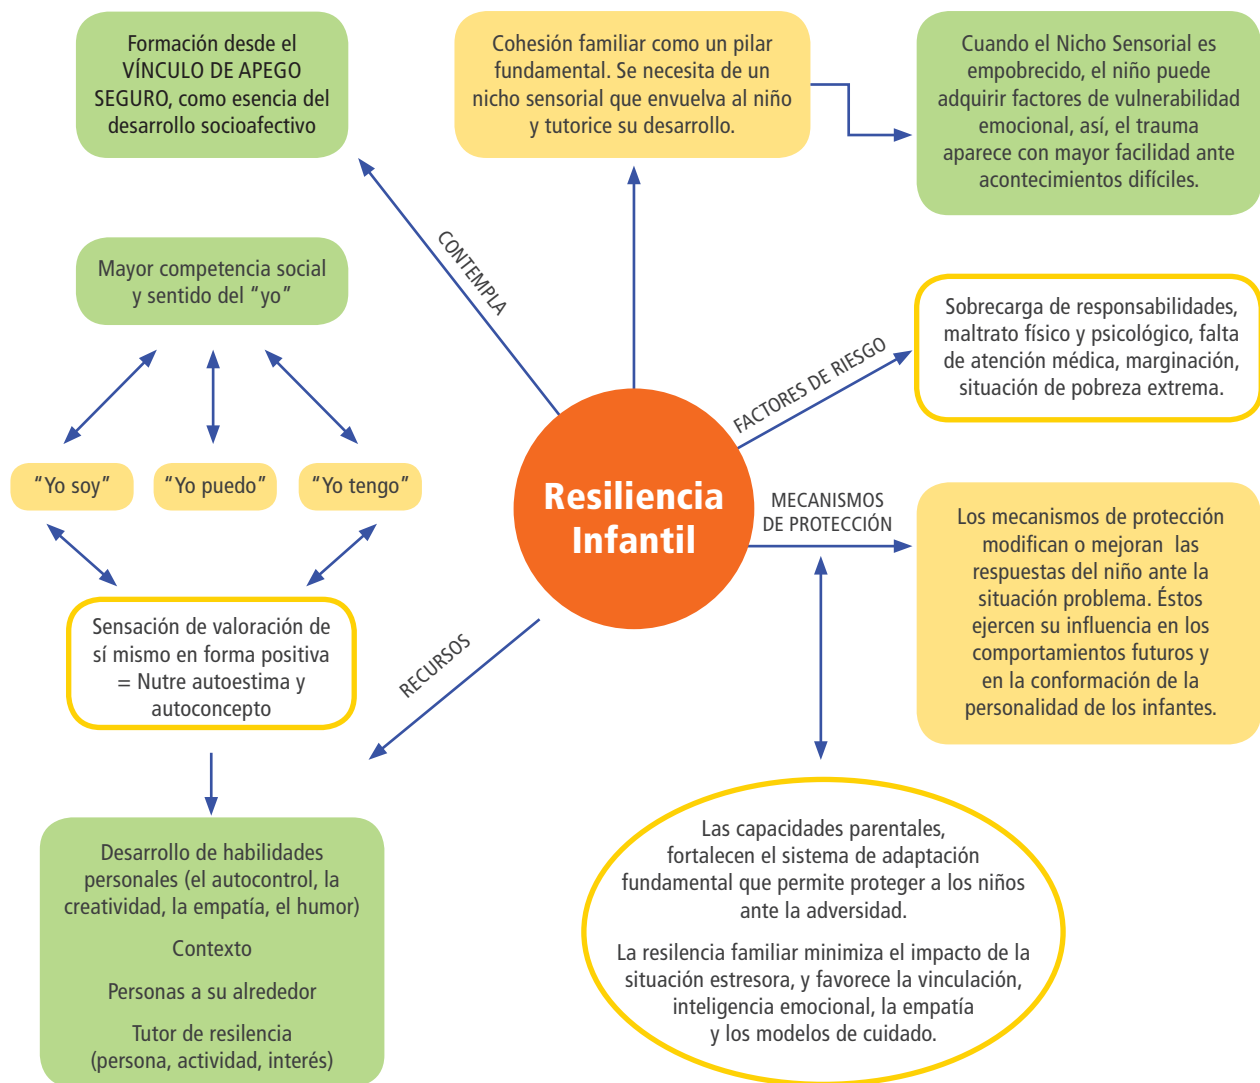 Formación desde el
VÍNCULO DE APEGO
SEGURO, como esencia del
desarrollo socioafectivo
Cohesión familiar como un pilar
fundamental. Se necesita de un
nicho sensorial que envuelva al niño
y tutorice su desarrollo.
Cuando el Nicho Sensorial es
empobrecido, el niño puede
adquirir factores de vulnerabilidad
emocional, así, el trauma
aparece con mayor facilidad ante
acontecimientos difíciles.
CONTEMPLA
Mayor competencia social
y sentido del "yo"
FACTORES DE RIESGO
Sobrecarga de responsabilidades,
maltrato físico y psicológico, falta
de atención médica, marginación,
situación de pobreza extrema.
"Yo soy"
"Yo puedo"
"Yo tengo"
Resiliencia
Infantil
MECANISMOS
DE PROTECCIÓN
Los mecanismos de protección
modifican o mejoran las
respuestas del niño ante la
situación problema. Éstos
ejercen su influencia en los
comportamientos futuros y
en la conformación de la
personalidad de los infantes.
Sensación de valoración de
sí mismo en forma positiva
= Nutre autoestima y
autoconcepto
RECURSOS
Desarrollo de habilidades
personales (el autocontrol, la
creatividad, la empatía, el humor)
Contexto
Personas a su alrededor
Tutor de resilencia
(persona, actividad, interés)
Las capacidades parentales,
fortalecen el sistema de adaptación
fundamental que permite proteger a los niños
ante la adversidad.
La resilencia familiar minimiza el impacto de la
situación estresora, y favorece la vinculación,
inteligencia emocional, la empatía
y los modelos de cuidado.